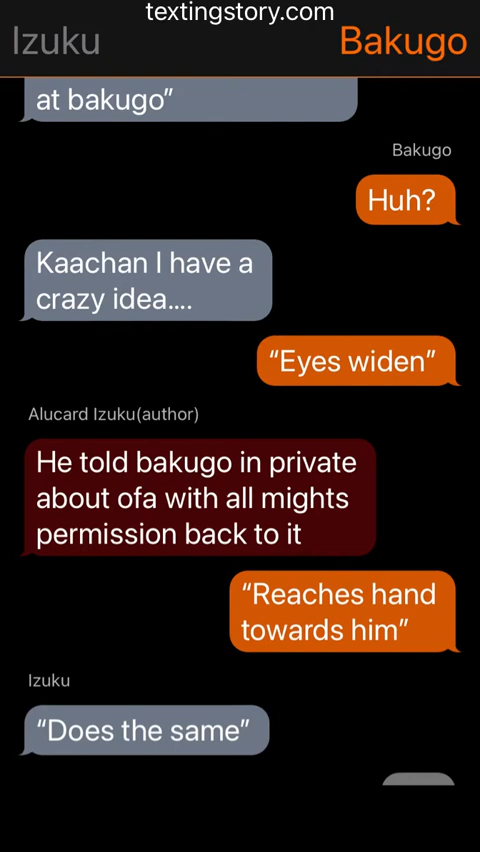 textingstory.com
Izuku
Bakugo
at bakugo”
Bakugo
Huh?
Kaachan I have a
crazy idea....
“Eyes widen”
Alucard Izuku(author)
He told bakugo in private
about ofa with all mights
permission back to it
“Reaches hand
towards him”
Izuku
“Does the same”